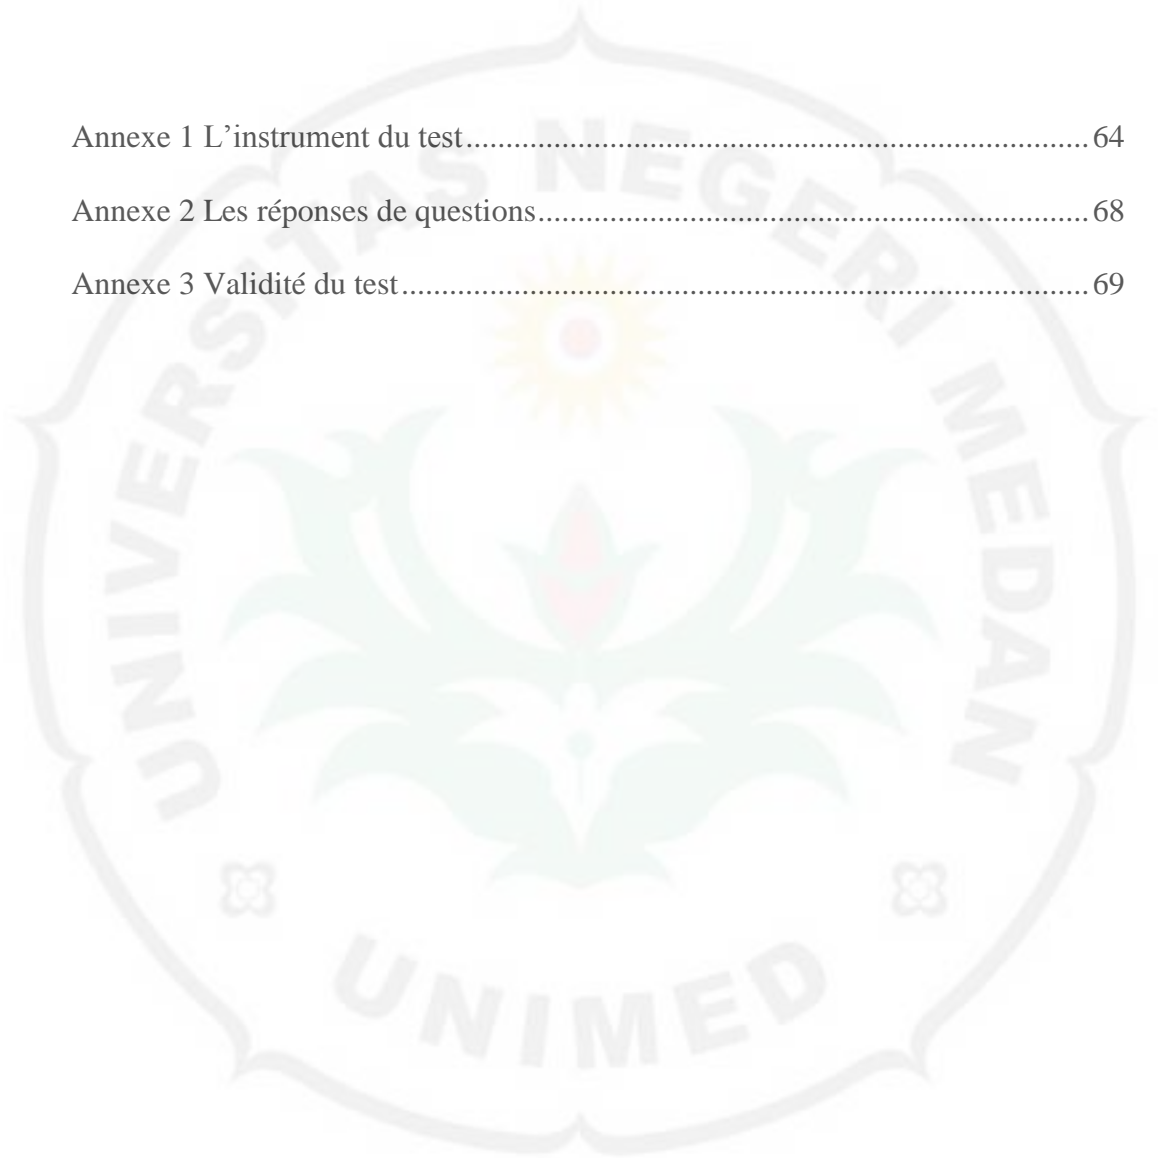 Annexe 1 L’instrument du test............................................................................. 64
Annexe 2 Les réponses de questions.................................................................... 68
Annexe 3 Validité du test..................................................................................... 69
UNIVERSITAS NEGERI MEDAN
UNIMED